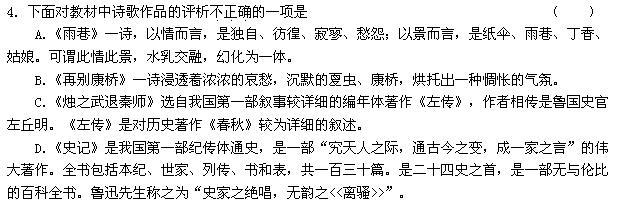 4. 下面对教材中诗歌作品的评析不正确的一项是 （ ）
A.《雨巷》一诗，以情而言，是独自、彷徨、寂寥、愁怨；以景而言，是纸伞、雨巷、丁香、
姑娘。可谓此情此景，水乳交融，幻化为一体。
B.《再别康桥》一诗浸透着浓浓的哀愁，沉默的夏虫、康桥，烘托出一种惆怅的气氛。
C.《烛之武退秦师》选自我国第一部叙事较详细的编年体著作《左传》，作者相传是鲁国史官
左丘明。《左传》是对历史著作《春秋》较为详细的叙述。
D.《史记》是我国第一部纪传体通史，是一部“究天人之际，通古今之变，成一家之言”的伟
大著作。全书包括本纪、世家、列传、书和表，共一百三十篇。是二十四史之首，是一部无与伦比
的百科全书。鲁迅先生称之为“史家之绝唱，无韵之<<离骚>>”。